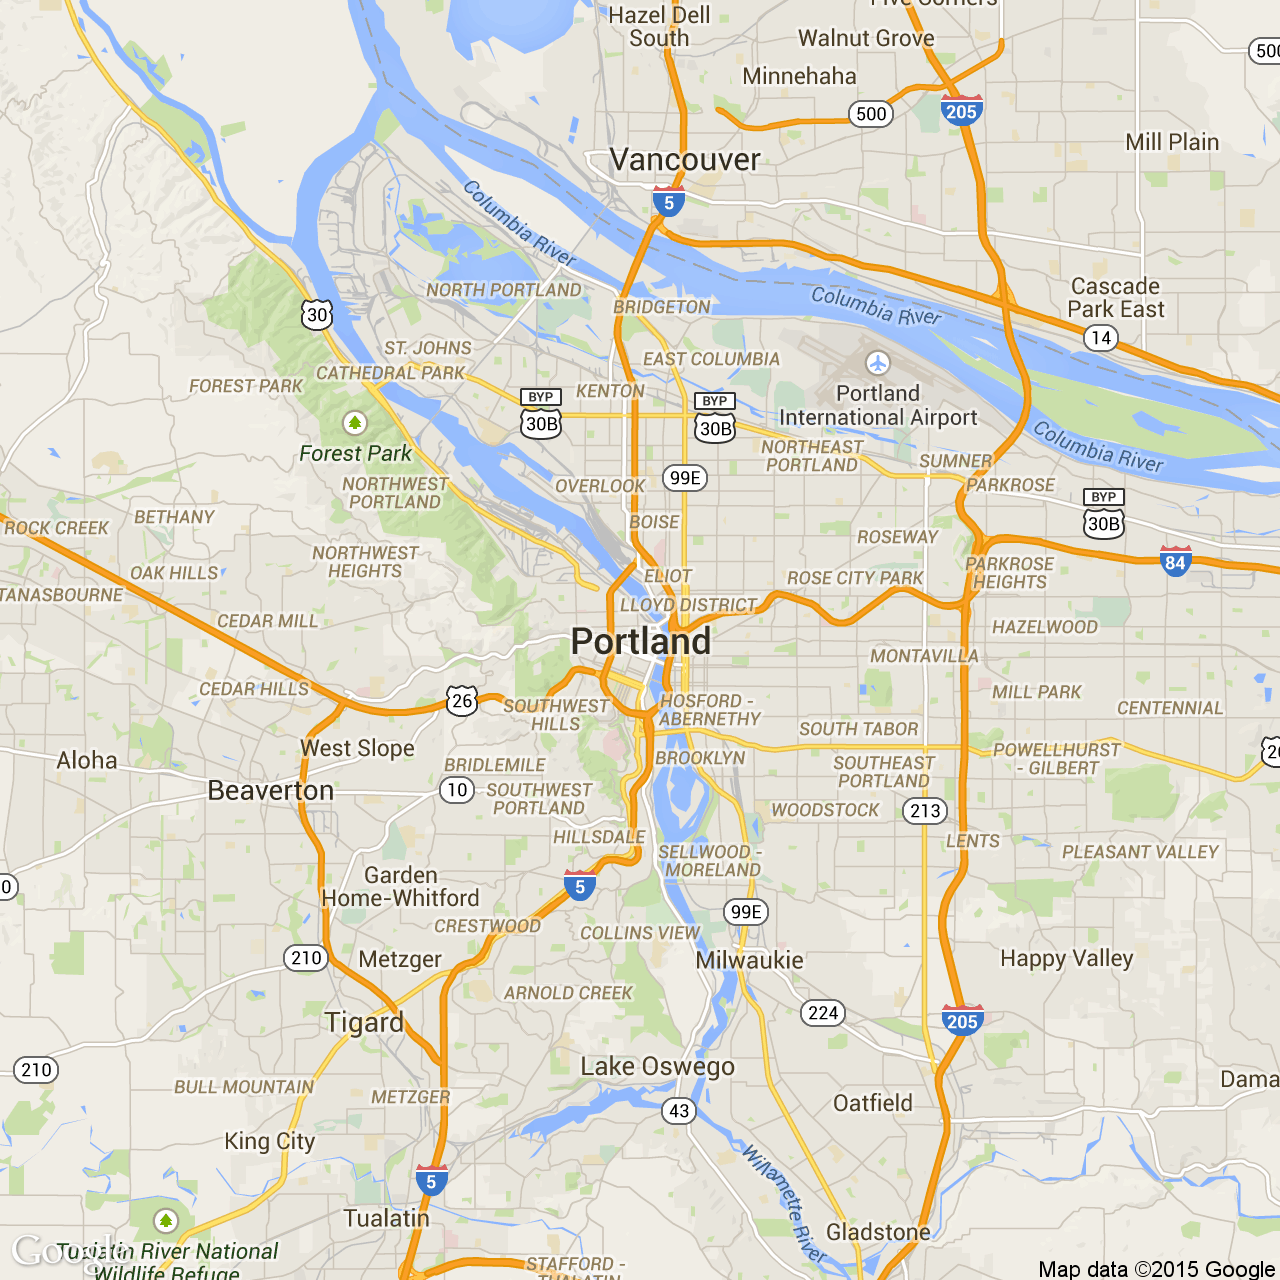 Five Corners
Hazel Dell
South
Walnut Grove
Minnehaha
500
500
205
Mill Plain
Vancouver
5
Columbia River
Cascade
Park East
NORTH PORTLAND
BRIDGETON
Columbia River
30
14
ST. JOHNS
EAST COLUMBIA
CATHEDRAL PARK
FOREST PARK
KENTON
Portland
International Airport
BYP
30B
BYP
30B
Forest Park
NORTHEAST
PORTLAND
Columbia River
SUMNER
99E
NORTHWEST
PORTLAND
OVERLOOK
PARKROSE
BYP
30B
BETHANY
ROCK CREEK
BOISE
ROSEWAY
NORTHWEST
HEIGHTS
84
PARKROSE
HEIGHTS
OAK HILLS
ELIOT
ROSE CITY PARK
TANASBOURNE
LLOYD DISTRICT
CEDAR MILL
HAZELWOOD
Portland
MONTAVILLA
CEDAR HILLS
26
MILL PARK
SOUTHWEST
HILLS
HOSFORD -
ABERNETHY
CENTENNIAL
SOUTH TABOR
West Slope
Aloha
BRIDLEMILE
BROOKLYN
POWELLHURST
- GILBERT
26
SOUTHEAST
PORTLAND
Beaverton
10
SOUTHWEST
PORTLAND
WOODSTOCK
213
HILLSDALE
LENTS
SELLWOOD -
MORELAND
PLEASANT VALLEY
Garden
Home-Whitford
5
0
CRESTWOOD
COLLINS VIEW
99E
210
Metzger
Milwaukie
Happy Valley
ARNOLD CREEK
Tigard
224
205
210
Lake Oswego
BULL MOUNTAIN
METZGER
Dama
43
Oatfield
King City
Willamette River
5
Tualatin
Gladstone
Google
Tualatin River National
Wildlife Refuge
STAFFORD -
TUALATIN
Map data ©2015 Google